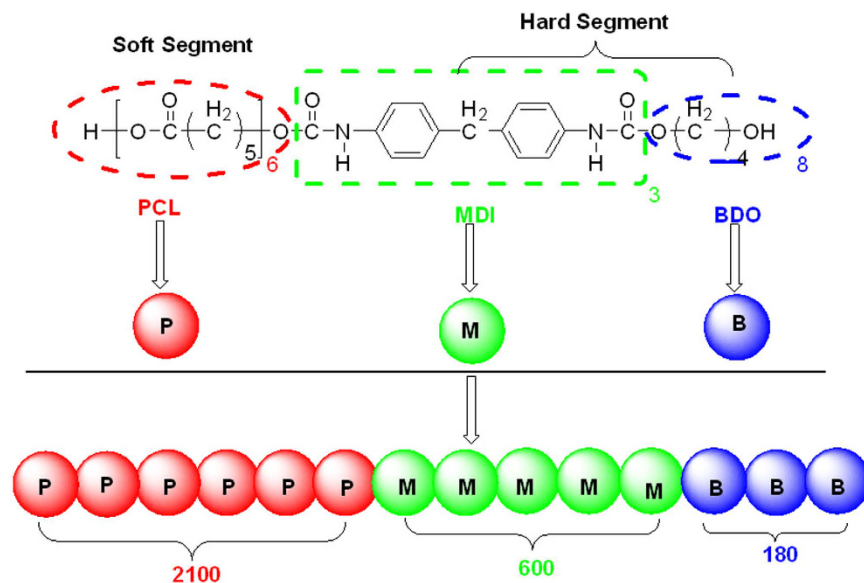 Hard Segment
Soft Segment
O
H
O
C
(
H2
C
)
5
6
O
O
C
N
H
H2
C
N
H
O
C
3
O
(
H2
C
)
4
OH
8
PCL
MDI
BDO
P
M
B
P P P P P P M M M M M B B B
2100
600
180